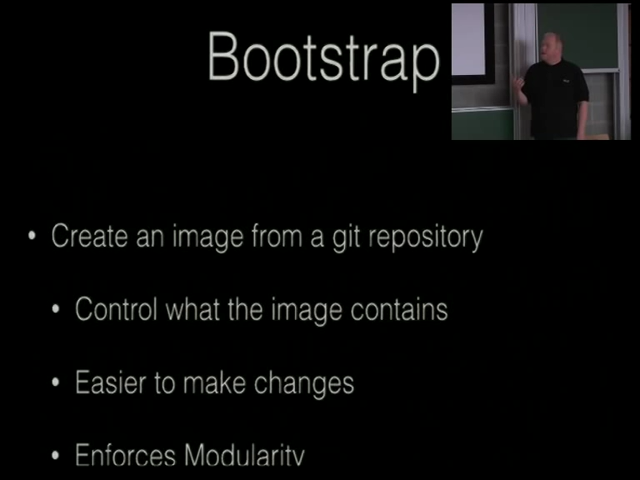 Bootstrap
• Create an image from a git repository
• Control what the image contains
• Easier to make changes
• Enforces Modularity